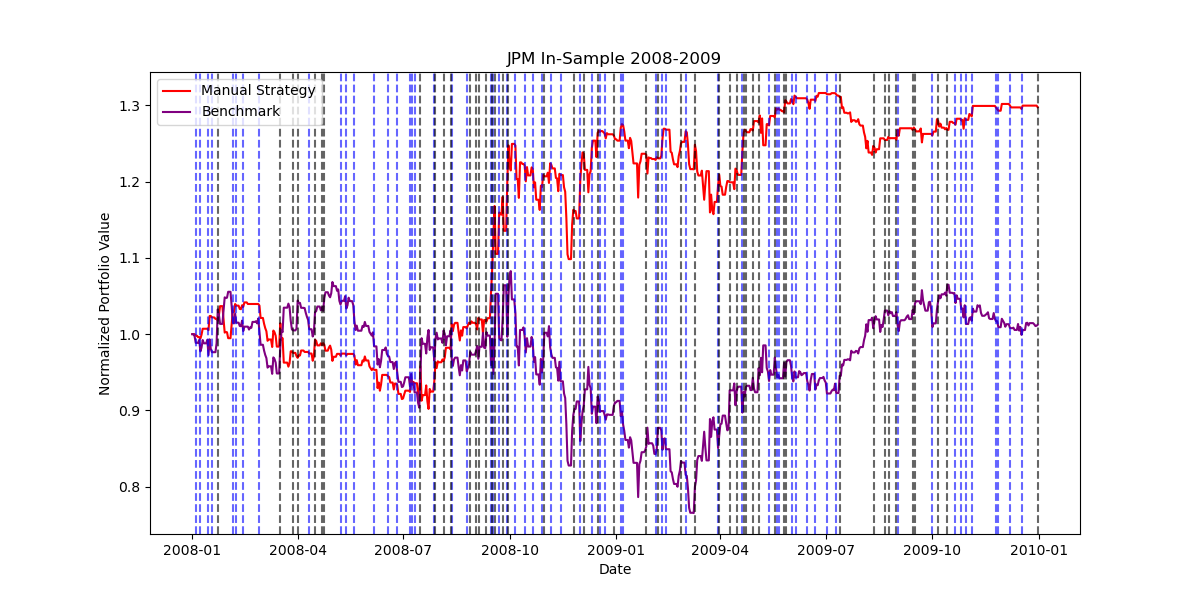 JPM In-Sample 2008-2009
Manual Strategy
Benchmark
Normalized Portfolio Value
1.3
1.2
1.1
1.0
0.9
0.8
2008-01 2008-04 2008-07 2008-10 2009-01 2009-04 2009-07 2009-10 2010-01
Date